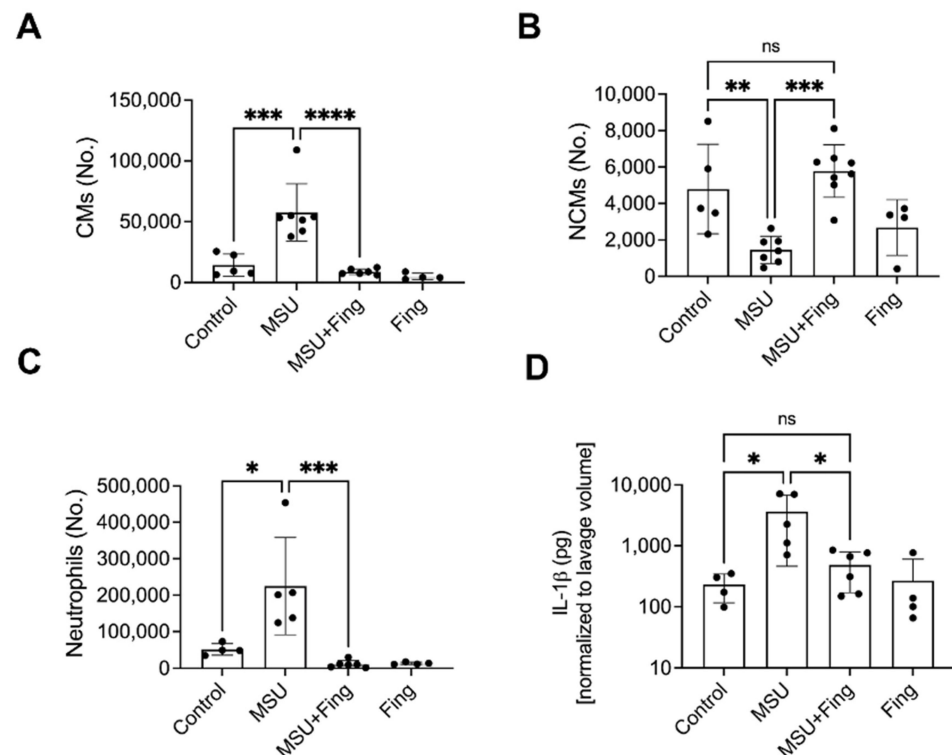 A
CMs (No.)
150,000
100,000
50,000
0
*** ****
Control
MSU
MSU+Fing
Fing
B
NCMs (No.)
10,000
8,000
6,000
4,000
2,000
0
ns
** ***
Control
MSU
MSU+Fing
Fing
C
Neutrophils (No.)
500,000
400,000
300,000
200,000
100,000
0
* ***
Control
MSU
MSU+Fing
Fing
D
IL-1β (pg)
[normalized to lavage volume]
10,000
1,000
100
10
ns
* *
Control
MSU
MSU+Fing
Fing